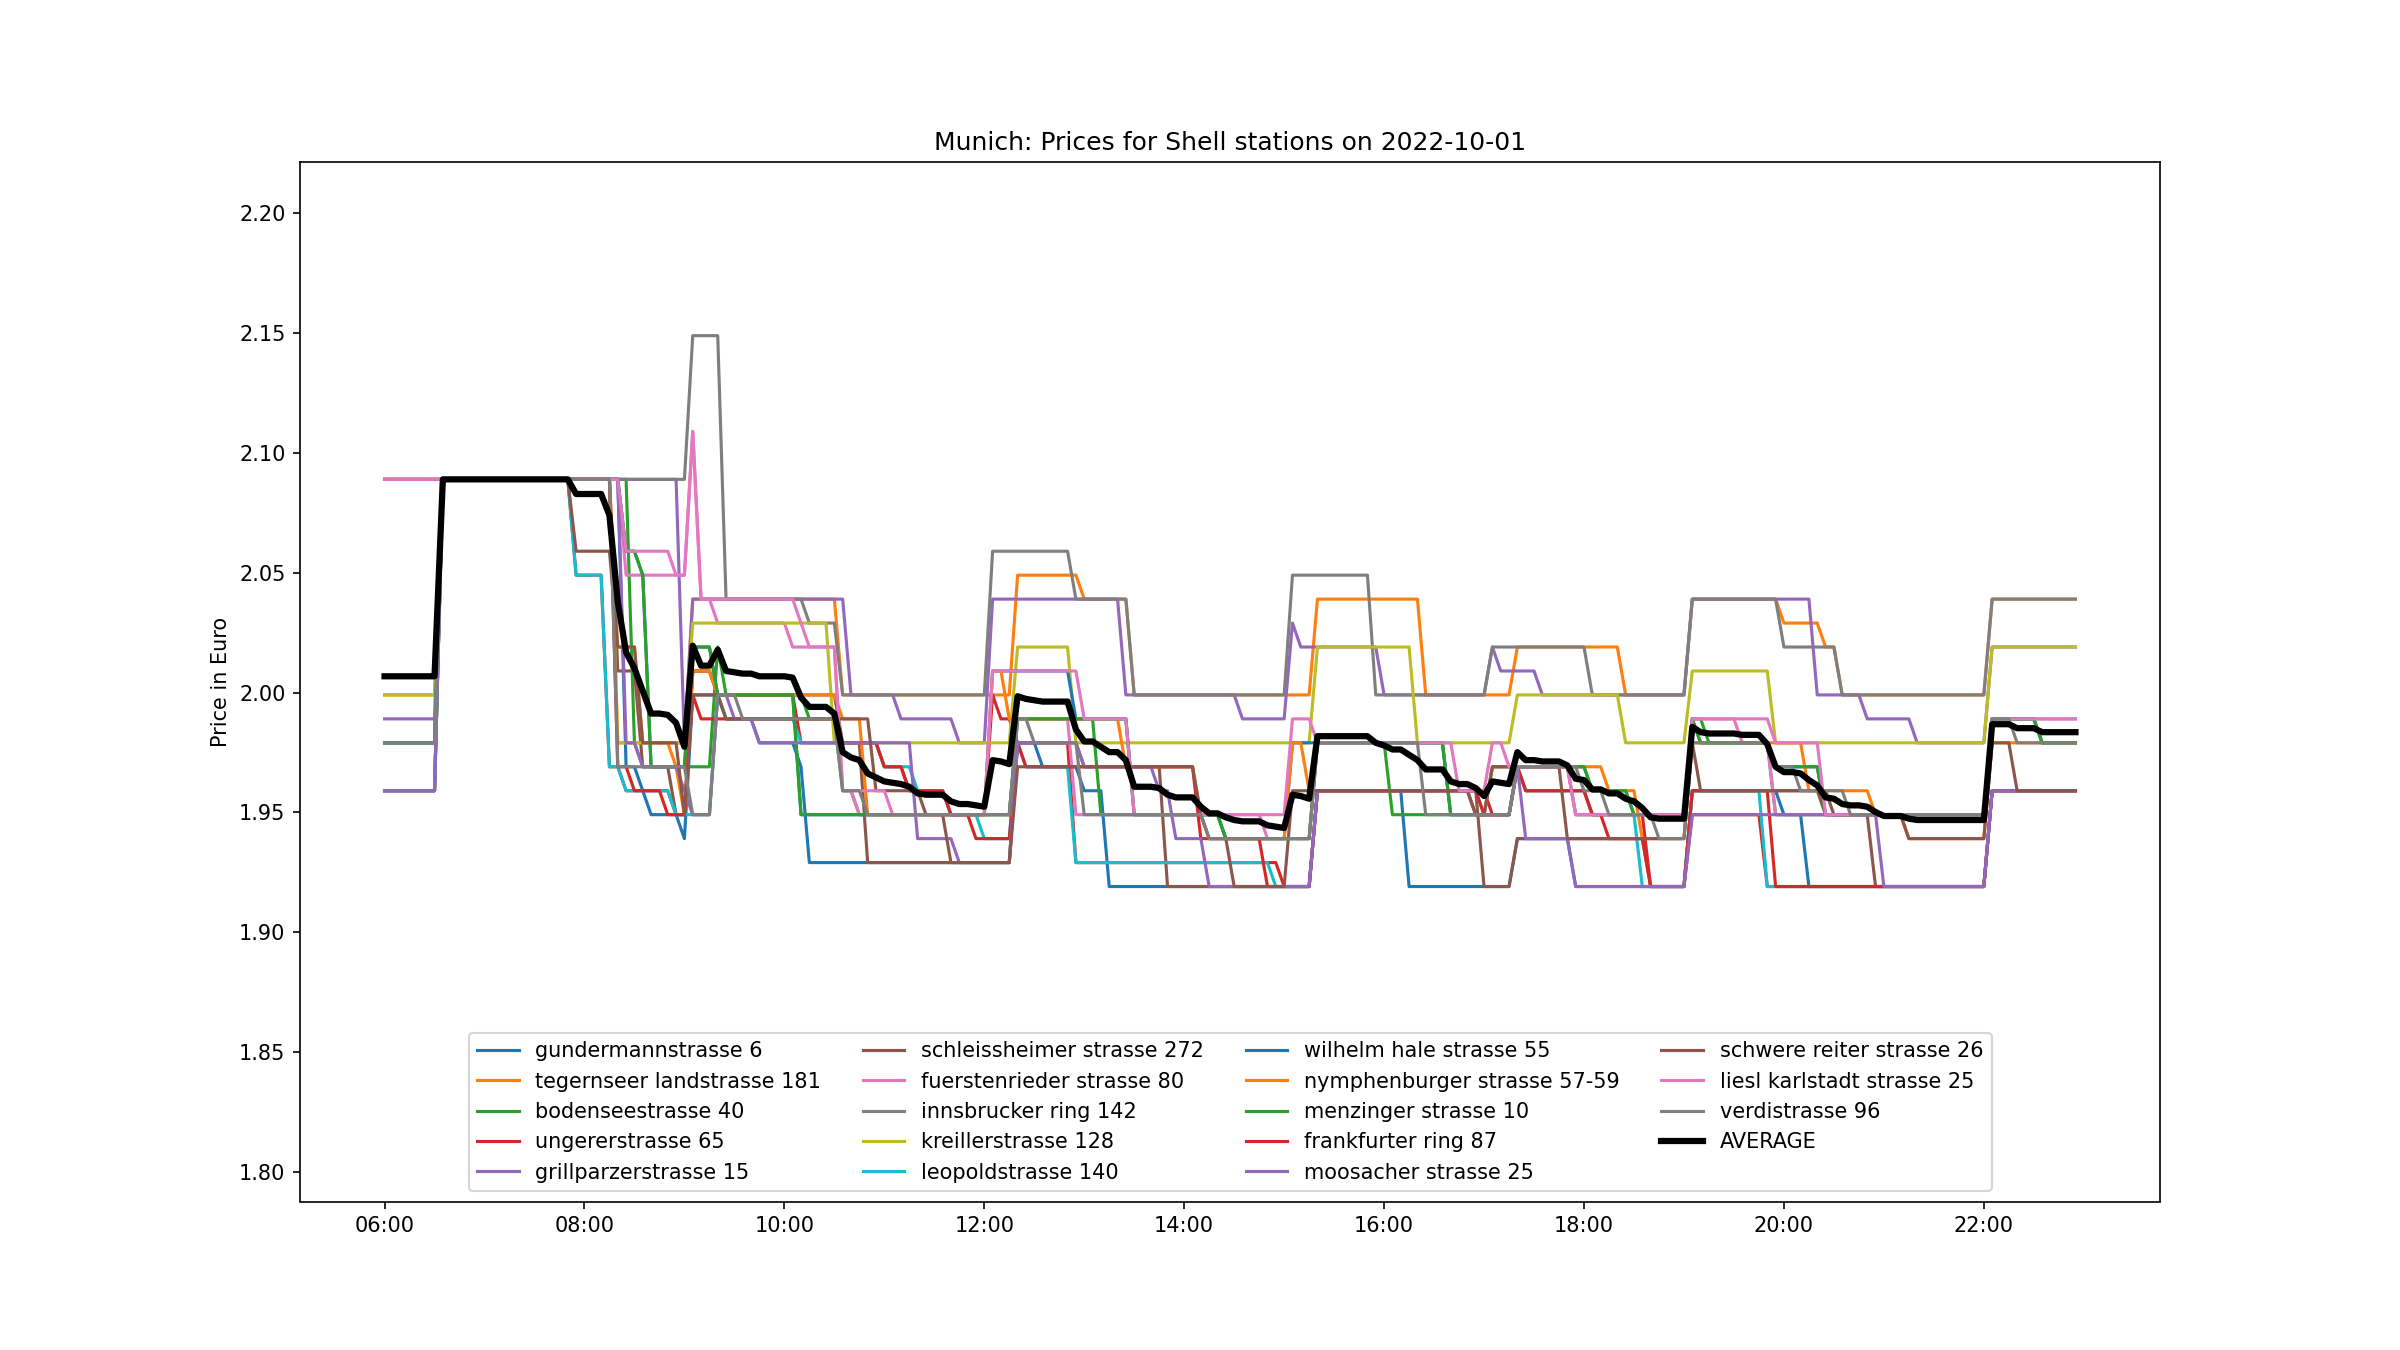 Munich: Prices for Shell stations on 2022-10-01
Price in Euro
2.20
2.15
2.10
2.05
2.00
1.95
1.90
1.85
1.80
gundermannstrasse 6
tegernseer landstrasse 181
bodenseestrasse 40
ungererstrasse 65
grillparzerstrasse 15
schleissheimer strasse 272
fuerstenrieder strasse 80
innsbrucker ring 142
kreillerstrasse 128
leopoldstrasse 140
wilhelm hale strasse 55
nymphenburger strasse 57-59
menzinger strasse 10
frankfurter ring 87
moosacher strasse 25
schwere reiter strasse 26
liesl karlstadt strasse 25
verdistrasse 96
AVERAGE
06:00 08:00 10:00 12:00 14:00 16:00 18:00 20:00 22:00